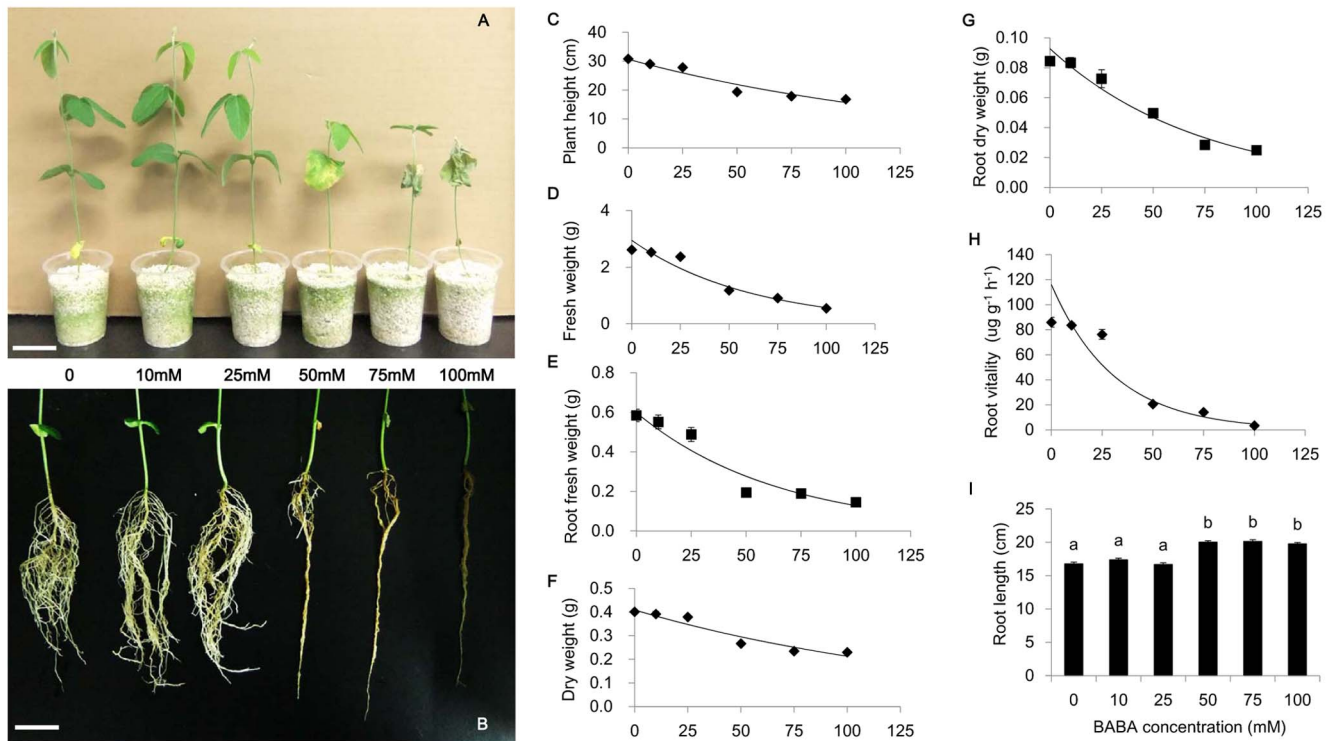 A
0 10mM 25mM 50mM 75mM 100mM
B
C
Plant height (cm)
40
30
20
10
0
0 25 50 75 100 125
D
Fresh weight (g)
4
2
0
0 25 50 75 100 125
E
Root fresh weight (g)
0.8
0.6
0.4
0.2
0.0
0 25 50 75 100 125
F
Dry weight (g)
0.5
0.4
0.3
0.2
0.1
0.0
0 25 50 75 100 125
G
Root dry weight (g)
0.10
0.08
0.06
0.04
0.02
0.00
0 25 50 75 100 125
H
Root vitality (ug g⁻¹ h⁻¹)
140
120
100
80
60
40
20
0
0 25 50 75 100 125
I
Root length (cm)
25
20
15
10
5
0
a a a b b b
0 10 25 50 75 100
BABA concentration (mM)